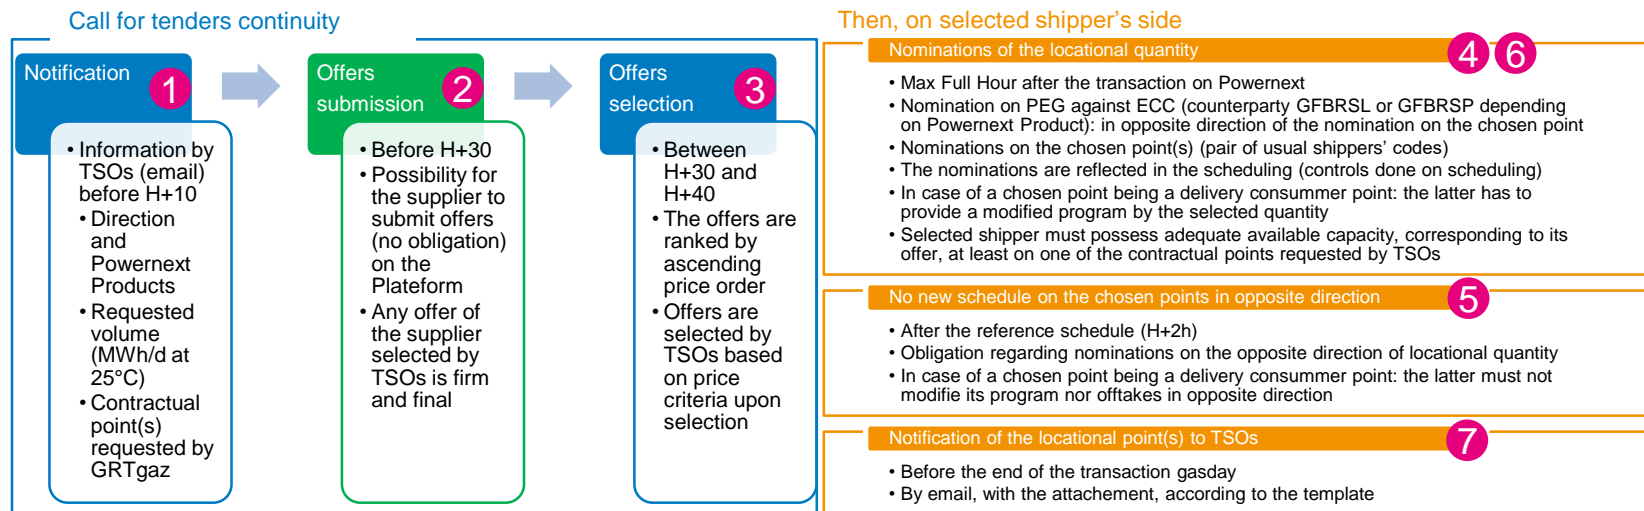 Call for tenders continuity
Notification
1
• Information by
TSOs (email)
before H+10
• Direction
and
Powernext
Products
• Requested
volume
(MWh/d at
25°C)
• Contractual
point(s)
requested by
GRTgaz
Offers
submission
2
• Before H+30
• Possibility for
the supplier to
submit offers
(no obligation)
on the
Plateform
• Any offer of
the supplier
selected by
TSOs is firm
and final
Offers
selection
3
• Between
H+30 and
H+40
• The offers are
ranked by
ascending
price order
• Offers are
selected by
TSOs based
on price
criteria upon
selection
Then, on selected shipper's side
Nominations of the locational quantity
4 6
• Max Full Hour after the transaction on Powernext
• Nomination on PEG against ECC (counterparty GFBRSL or GFBRSP depending
on Powernext Product): in opposite direction of the nomination on the chosen point
• Nominations on the chosen point(s) (pair of usual shippers' codes)
• The nominations are reflected in the scheduling (controls done on scheduling)
• In case of a chosen point being a delivery consummer point: the latter has to
provide a modified program by the selected quantity
• Selected shipper must possess adequate available capacity, corresponding to its
offer, at least on one of the contractual points requested by TSOs
No new schedule on the chosen points in opposite direction
5
• After the reference schedule (H+2h)
• Obligation regarding nominations on the opposite direction of locational quantity
• In case of a chosen point being a delivery consummer point: the latter must not
modifie its program nor offtakes in opposite direction
Notification of the locational point(s) to TSOs
7
• Before the end of the transaction gasday
• By email, with the attachement, according to the template